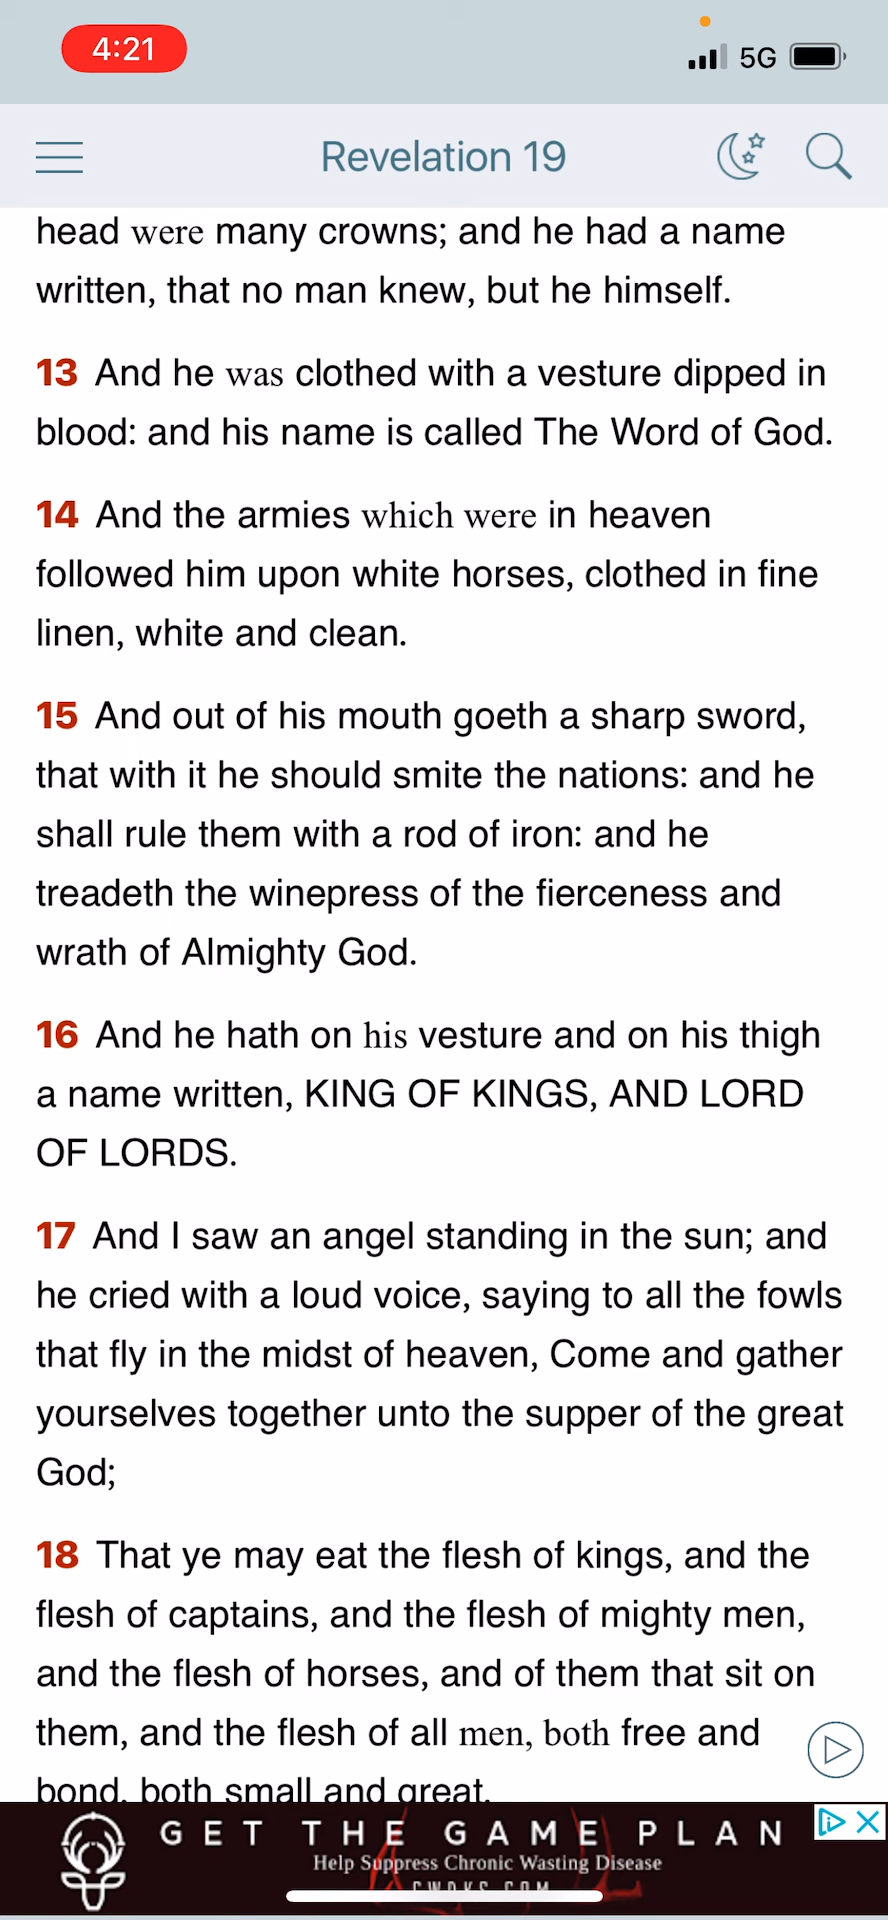 4:21
5G
Revelation 19
head were many crowns; and he had a name
written, that no man knew, but he himself.
13 And he was clothed with a vesture dipped in
blood: and his name is called The Word of God.
14 And the armies which were in heaven
followed him upon white horses, clothed in fine
linen, white and clean.
15 And out of his mouth goeth a sharp sword,
that with it he should smite the nations: and he
shall rule them with a rod of iron: and he
treadeth the winepress of the fierceness and
wrath of Almighty God.
16 And he hath on his vesture and on his thigh
a name written, KING OF KINGS, AND LORD
OF LORDS.
17 And I saw an angel standing in the sun; and
he cried with a loud voice, saying to all the fowls
that fly in the midst of heaven, Come and gather
yourselves together unto the supper of the great
God;
18 That ye may eat the flesh of kings, and the
flesh of captains, and the flesh of mighty men,
and the flesh of horses, and of them that sit on
them, and the flesh of all men, both free and
bond, both small and great.
GET THE GAME PLAN
Help Suppress Chronic Wasting Disease